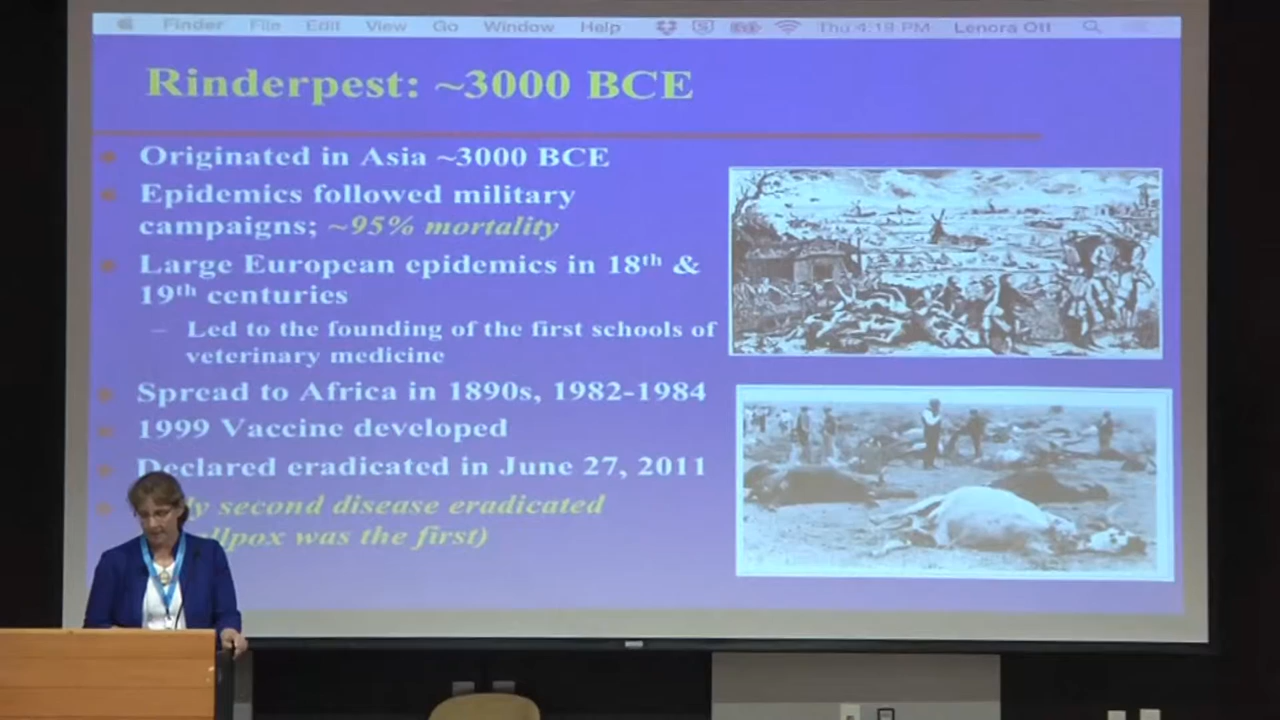 Finder File Edit View Go Window Help Thu 4:19 PM Lenora Ott
Rinderpest: ~3000 BCE
Originated in Asia ~3000 BCE
Epidemics followed military
campaigns; ~95% mortality
Large European epidemics in 18th &
19th centuries
– Led to the founding of the first schools of
veterinary medicine
Spread to Africa in 1890s, 1982-1984
1999 Vaccine developed
Declared eradicated in June 27, 2011
second disease eradicated
was the first)